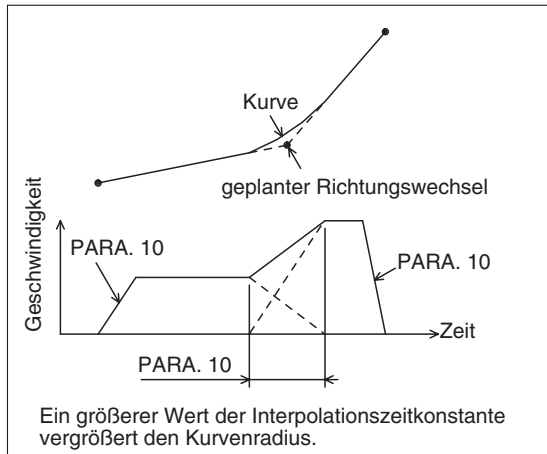 Kurve
geplanter Richtungswechsel
Geschwindigkeit
PARA. 10
PARA. 10
Zeit
PARA. 10
Ein größerer Wert der Interpolationszeitkonstante
vergrößert den Kurvenradius.